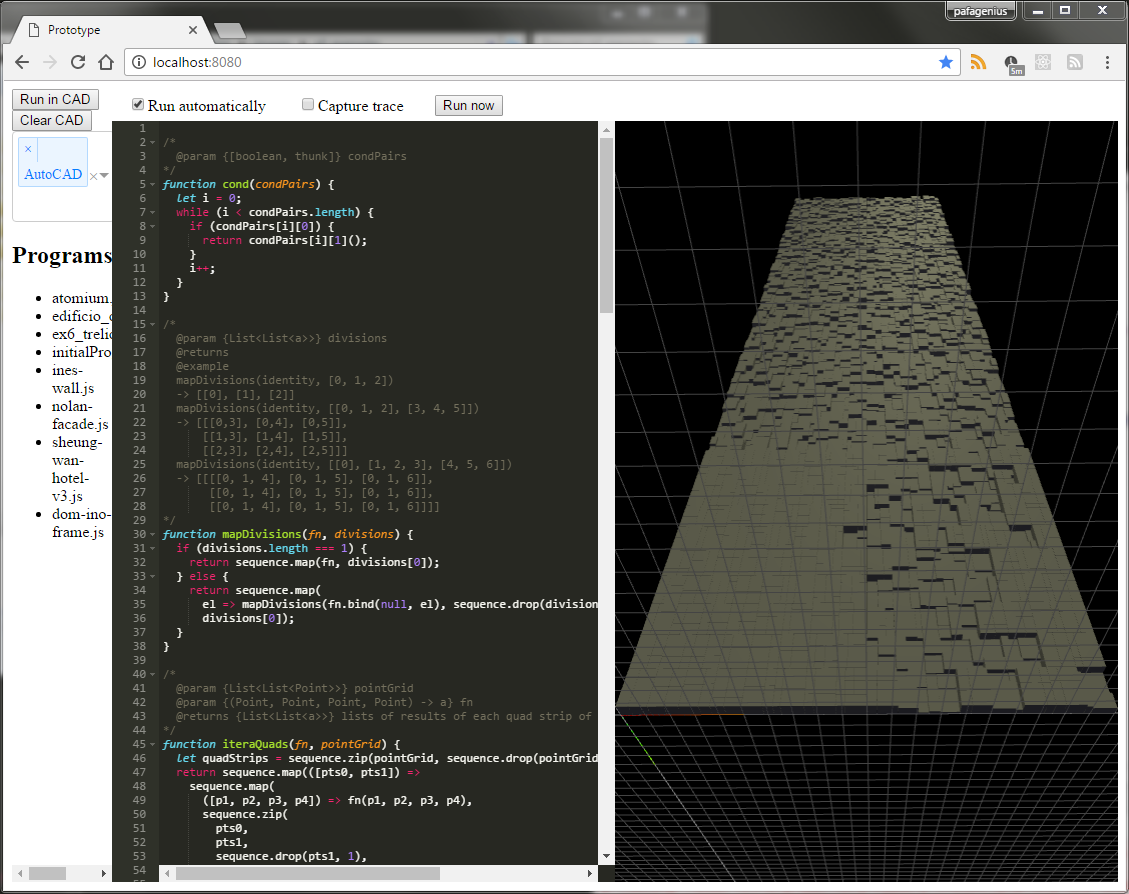 pafagenius
Prototype
localhost:8080
5m
Run in CAD
Clear CAD
Run automatically
Capture trace
Run now
× 
AutoCAD
Programs
atomium.
edificio_
ex6_trelic
initialPro
ines-
wall.js
nolan-
facade.js
sheung-
wan-
hotel-
v3.js
dom-ino-
frame.js
1
2 /*
3 @param {[boolean, thunk]} condPairs
4 */
5 function cond(condPairs) {
6 let i = 0;
7 while (i < condPairs.length) {
8 if (condPairs[i][0]) {
9 return condPairs[i][1]();
10 }
11 i++;
12 }
13 }
14
15 /*
16 @param {List<List<a>>} divisions
17 @returns
18 @example
19 mapDivisions(identity, [0, 1, 2])
20 -> [[0], [1], [2]]
21 mapDivisions(identity, [[0, 1, 2], [3, 4, 5]])
22 -> [[[0,3], [0,4], [0,5]],
23 [[1,3], [1,4], [1,5]],
24 [[2,3], [2,4], [2,5]]]
25 mapDivisions(identity, [[0], [1, 2, 3], [4, 5, 6]])
26 -> [[[[0, 1, 4], [0, 1, 5], [0, 1, 6]],
27 [[0, 1, 4], [0, 1, 5], [0, 1, 6]],
28 [[0, 1, 4], [0, 1, 5], [0, 1, 6]]]]
29 */
30 function mapDivisions(fn, divisions) {
31 if (divisions.length === 1) {
32 return sequence.map(fn, divisions[0]);
33 } else {
34 return sequence.map(
35 el => mapDivisions(fn.bind(null, el), sequence.drop(division
36 divisions[0]);
37 }
38 }
39
40 /*
41 @param {List<List<Point>>} pointGrid
42 @param {(Point, Point, Point, Point) -> a} fn
43 @returns {List<List<a>>} lists of results of each quad strip of
44 */
45 function iteraQuads(fn, pointGrid) {
46 let quadStrips = sequence.zip(pointGrid, sequence.drop(pointGrid
47 return sequence.map(([pts0, pts1]) =>
48 sequence.map(
49 ([p1, p2, p3, p4]) => fn(p1, p2, p3, p4),
50 sequence.zip(
51 pts0,
52 pts1,
53 sequence.drop(pts1, 1),
54